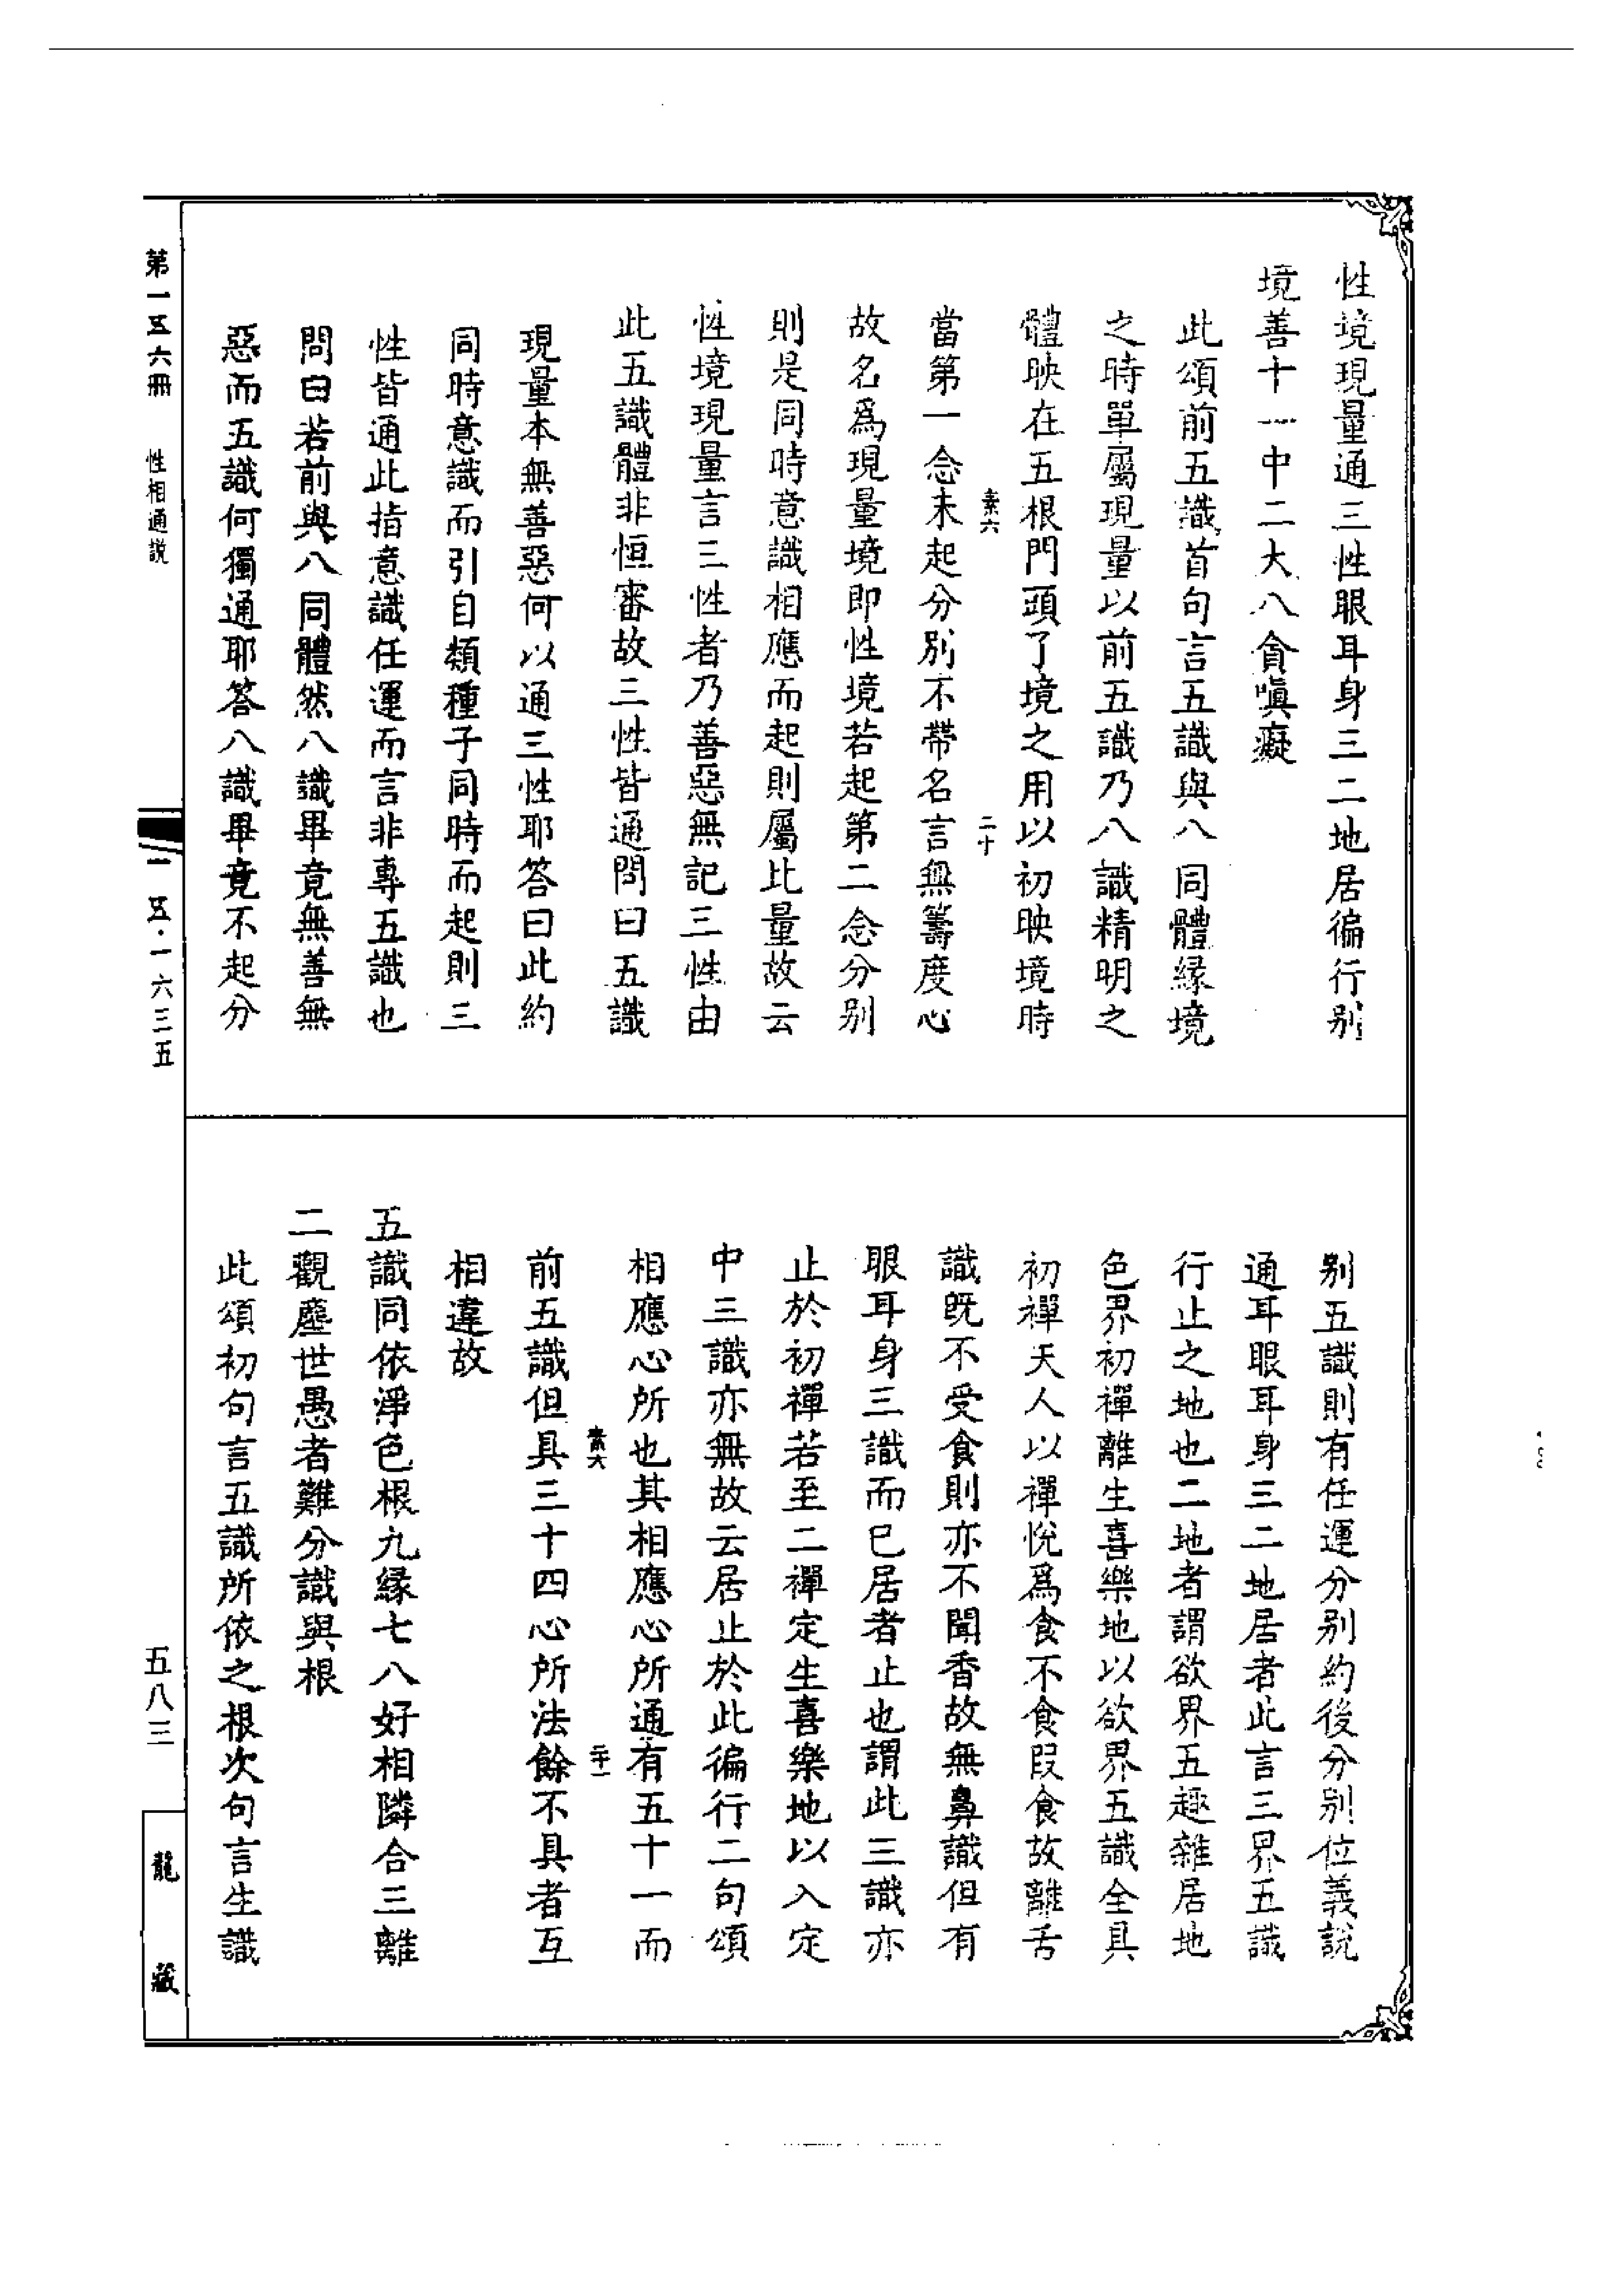 性境現量通三性眼耳身三二地居徧行別
境善十一中二大八貪嗔癡
此頌前五識首句言五識與八同體緣境
之時單屬現量以前五識乃八識精明之
體映在五根門頭了境之用以初映境時
素六
二十
當第一念未起分別不帶名言無籌度心
故名爲現量境即性境若起第二念分別
則是同時意識相應而起則屬比量故云
性境現量言三性者乃善惡無記三性由
此五識體非恒審故三性皆通問曰五識
現量本無善惡何以通三性耶答曰此約
同時意識而引自類種子同時而起則三
性皆通此指意識任運而言非專五識也
問曰若前與八同體然八識畢竟無善無
惡而五識何獨通耶答八識畢竟不起分
別五識則有任運分別約後分別位義說
通耳眼耳身三二地居者此言三界五識
行止之地也二地者謂欲界五趣雜居地
色界初禪離生喜樂地以欲界五識全具
初禪天人以禪悅爲食不食段食故離舌
識既不受食則亦不聞香故無鼻識但有
眼耳身三識而已居者止也謂此三識亦
止於初禪若至二禪定生喜樂地以入定
中三識亦無故云居止於此徧行二句頌
相應心所也其相應心所通有五十一而
素六
二十一
前五識但具三十四心所法餘不具者互
相違故
五識同依淨色根九緣七八好相隣合三離
二觀塵世愚者難分識與根
此頌初句言五識所依之根次句言生識
第一五六冊 性相通說
一五·一六三五
五八三
龍藏